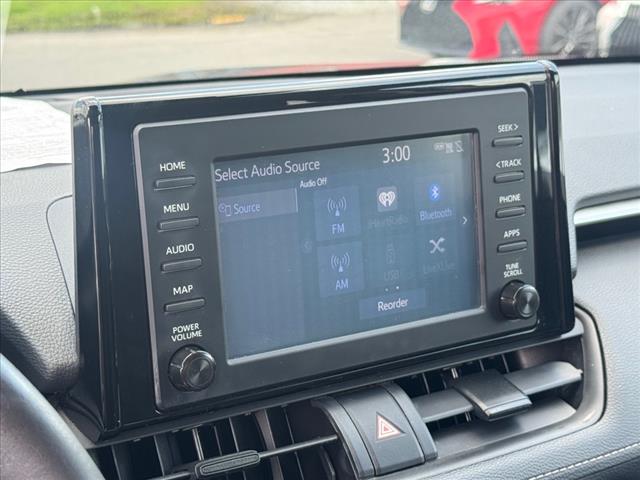 HOME
MENU
AUDIO
MAP
POWER
VOLUME
Select Audio Source
3:00
Source
Audio Off
FM
iHeartRadio
Bluetooth
AM
USB
LiveXLive
Reorder
SEEK>
<TRACK
PHONE
APPS
TUNE
SCROLL